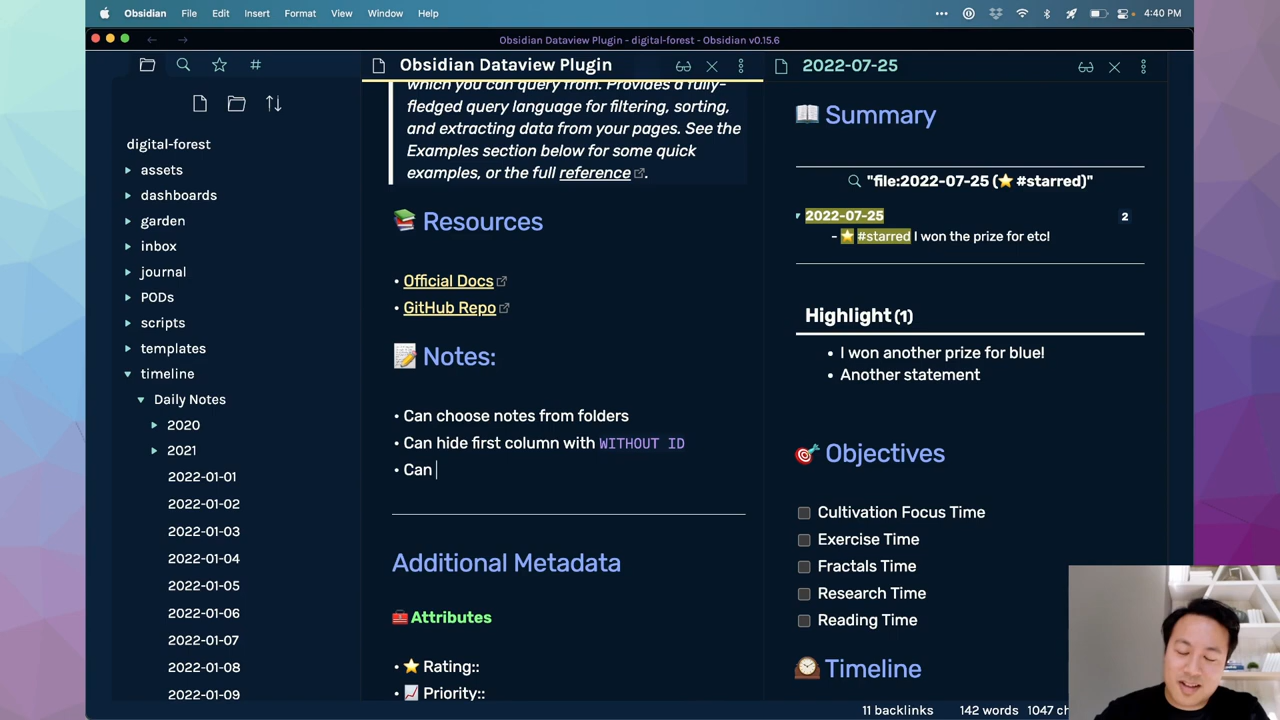 Obsidian File Edit Insert Format View Window Help
4:40 PM
Obsidian Dataview Plugin - digital-forest - Obsidian v0.15.6
digital-forest
assets
dashboards
garden
inbox
journal
PODs
scripts
templates
timeline
Daily Notes
2020
2021
2022-01-01
2022-01-02
2022-01-03
2022-01-04
2022-01-05
2022-01-06
2022-01-07
2022-01-08
2022-01-09
Obsidian Dataview Plugin
which you can query from. Provides a fully-
fledged query language for filtering, sorting,
and extracting data from your pages. See the
Examples section below for some quick
examples, or the full reference.
📚 Resources
• Official Docs
• GitHub Repo
📝 Notes:
• Can choose notes from folders
• Can hide first column with WITHOUT ID
• Can
Additional Metadata
🧰 Attributes
• ⭐ Rating::
• 📈 Priority::
2022-07-25
📖 Summary
"file:2022-07-25 (⭐ #starred)"
2022-07-25 2
- ⭐ #starred I won the prize for etc!
Highlight (1)
• I won another prize for blue!
• Another statement
🎯 Objectives
Cultivation Focus Time
Exercise Time
Fractals Time
Research Time
Reading Time
🕰 Timeline
11 backlinks 142 words 1047 ch